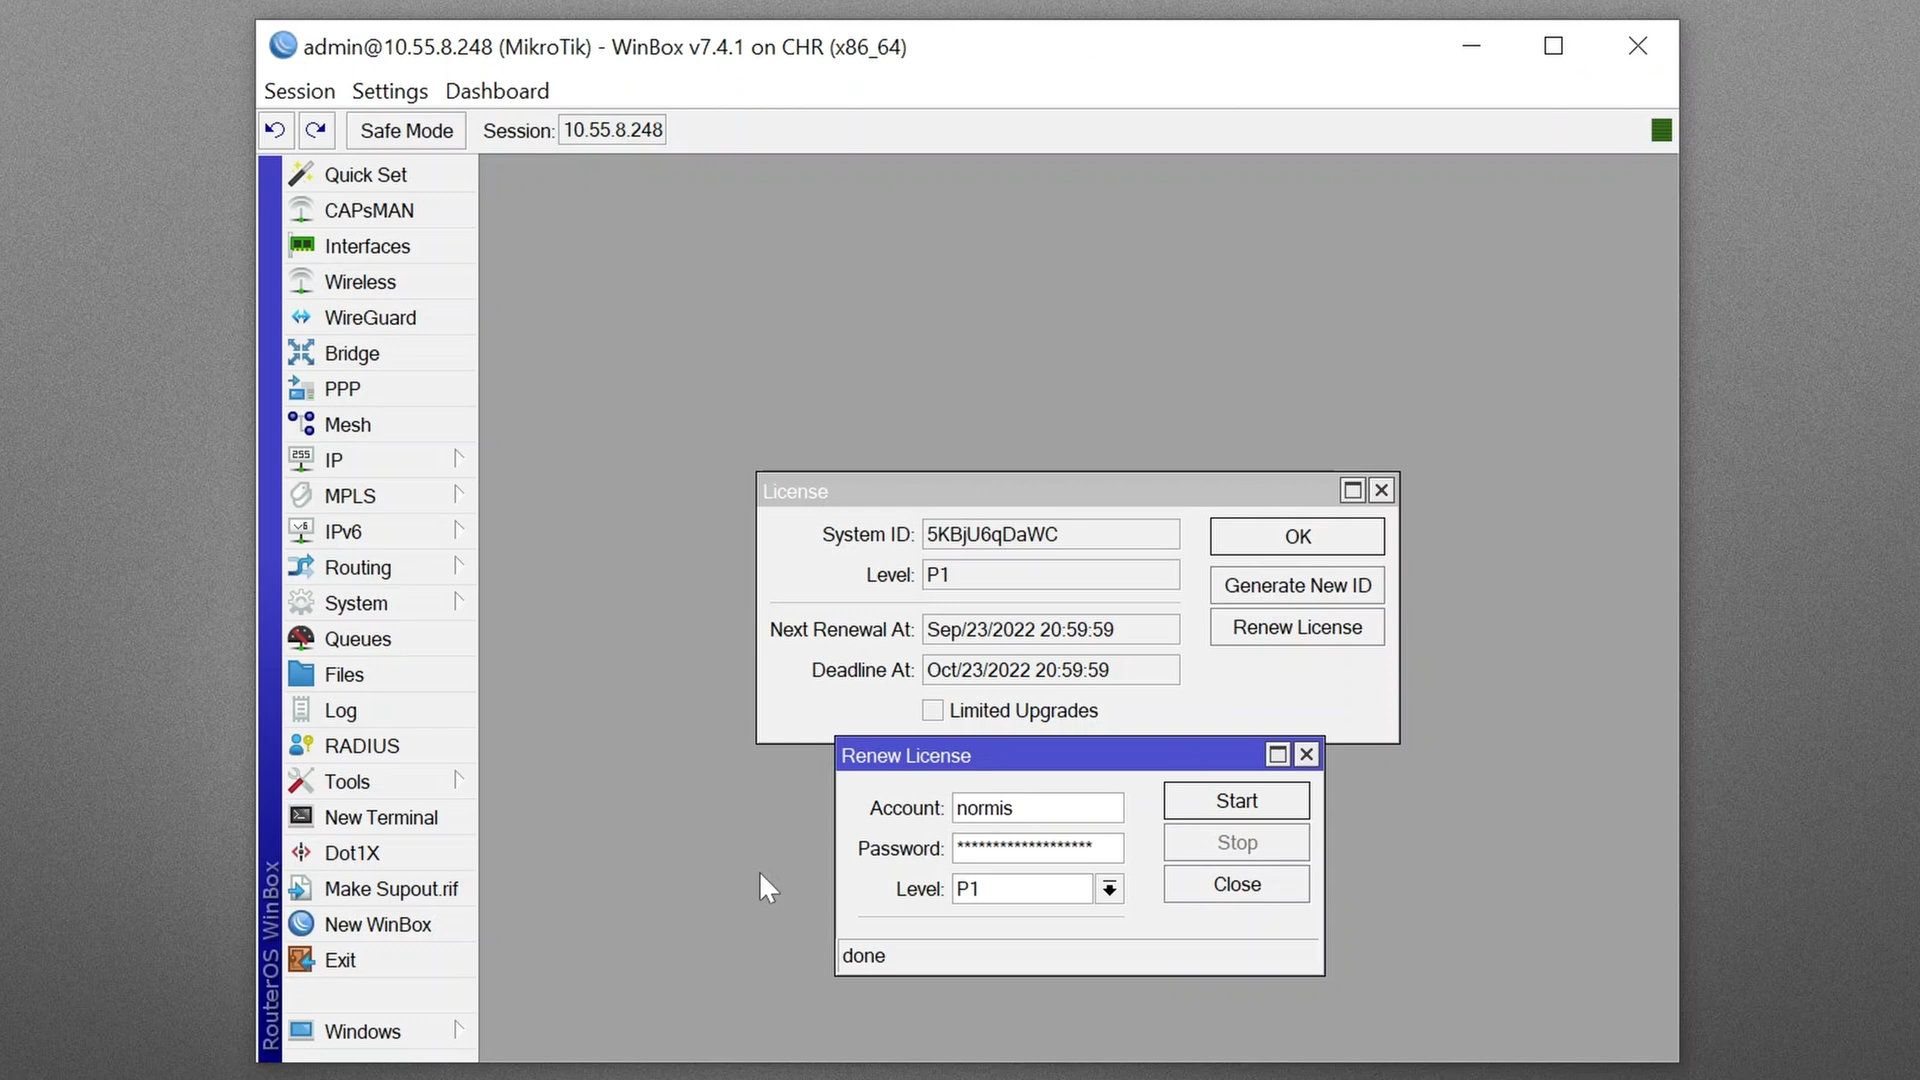 admin@10.55.8.248 (MikroTik) - WinBox v7.4.1 on CHR (x86_64)
Session Settings Dashboard
Safe Mode Session: 10.55.8.248
Quick Set
CAPsMAN
Interfaces
Wireless
WireGuard
Bridge
PPP
Mesh
255 IP
MPLS
v6 IPv6
Routing
System
Queues
Files
Log
RADIUS
Tools
New Terminal
Dot1X
Make Supout.rif
New WinBox
Exit
Windows
RouterOS WinBox
License
System ID: 5KBjU6qDaWC
Level: P1
Next Renewal At: Sep/23/2022 20:59:59
Deadline At: Oct/23/2022 20:59:59
Limited Upgrades
OK
Generate New ID
Renew License
Renew License
Account: normis
Password: *******************
Level: P1
Start
Stop
Close
done